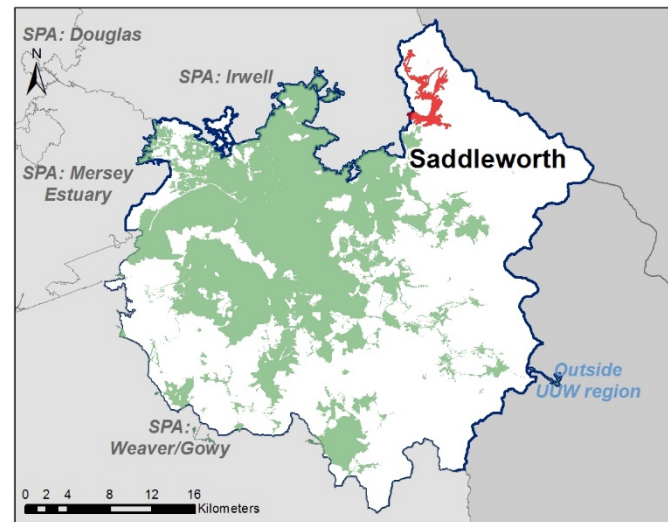 SPA: Douglas
N
SPA: Irwell
Saddleworth
SPA: Mersey
Estuary
Outside
UUW region
SPA:
Weaver/Gowy
0 2 4 8 12 16
Kilometers